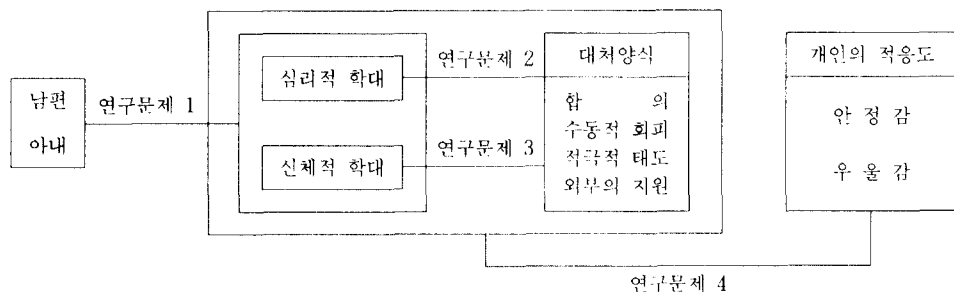 남편
아내
연구문제 1
심리적 학대
신체적 학대
연구문제 2
연구문제 3
대처양식
합 의
수동적 회피
적극적 태도
외부의 지원
개인의 적응도
안 정 감
우 울 감
연구문제 4